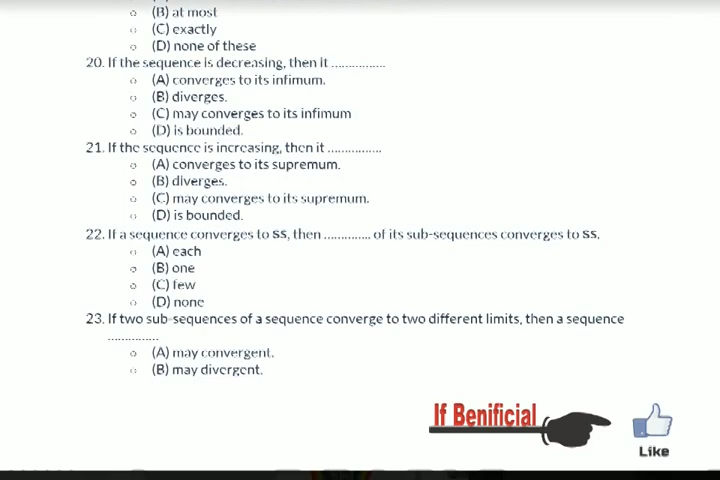 (B) at most
(C) exactly
(D) none of these
20. If the sequence is decreasing, then it ................
(A) converges to its infimum.
(B) diverges.
(C) may converges to its infimum
(D) is bounded.
21. If the sequence is increasing, then it ................
(A) converges to its supremum.
(B) diverges.
(C) may converges to its supremum.
(D) is bounded.
22. If a sequence converges to ss, then .............. of its sub-sequences converges to ss.
(A) each
(B) one
(C) few
(D) none
23. If two sub-sequences of a sequence converge to two different limits, then a sequence
...............
(A) may convergent.
(B) may divergent.
If Benificial
Like